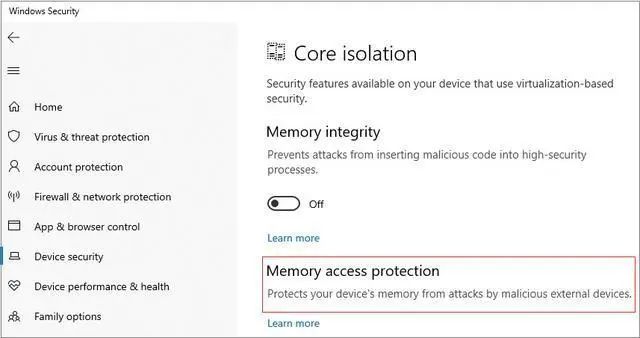 Windows Security
Home
Virus & threat protection
Account protection
Firewall & network protection
App & browser control
Device security
Device performance & health
Family options
Core isolation
Security features available on your device that use virtualization-based
security.
Memory integrity
Prevents attacks from inserting malicious code into high-security
processes.
Off
Learn more
Memory access protection
Protects your device's memory from attacks by malicious external devices.
Learn more